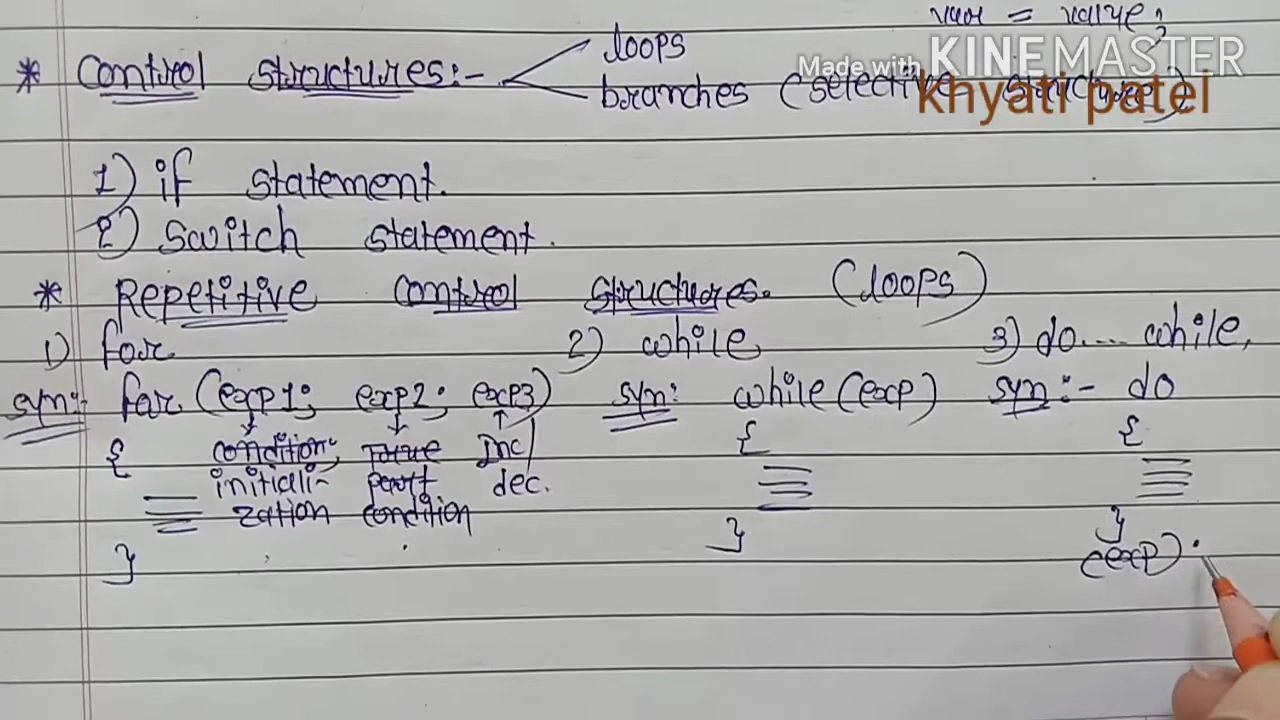 var = value;
Made with KINEMASTER
* Control structures:- loops
branches (selective structure)
khyati patel
1) if statement.
2) switch statement.
* Repetitive control structures. (loops)
1) for 2) while 3) do.... while,
syn:- for (exp1; exp2; exp3) syn: while(exp) syn:- do
{ condition; Inc/ { {
initiali- part dec.
zation condition
} } }
(exp).